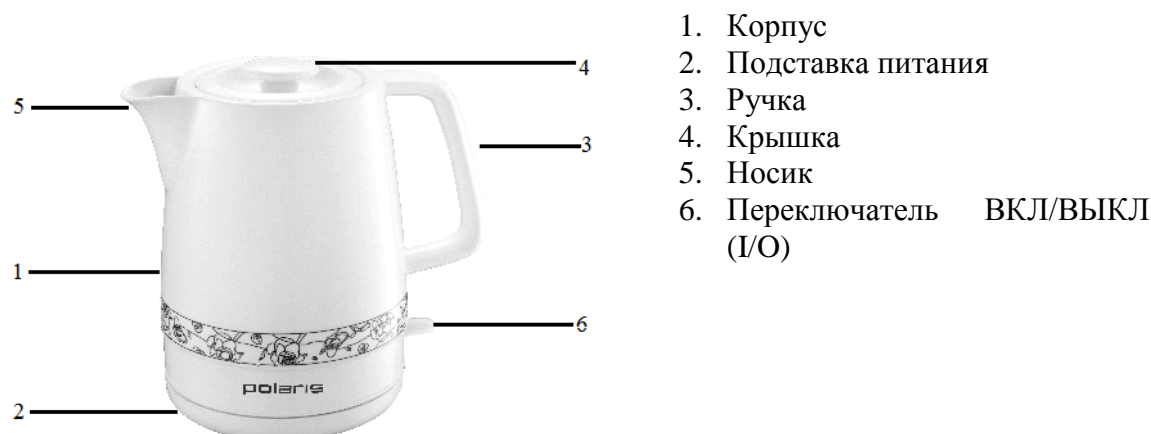 1. Корпус
2. Подставка питания
3. Ручка
4. Крышка
5. Носик
6. Переключатель ВКЛ/ВЫКЛ
(I/O)
4
5
3
1
6
polaris
2